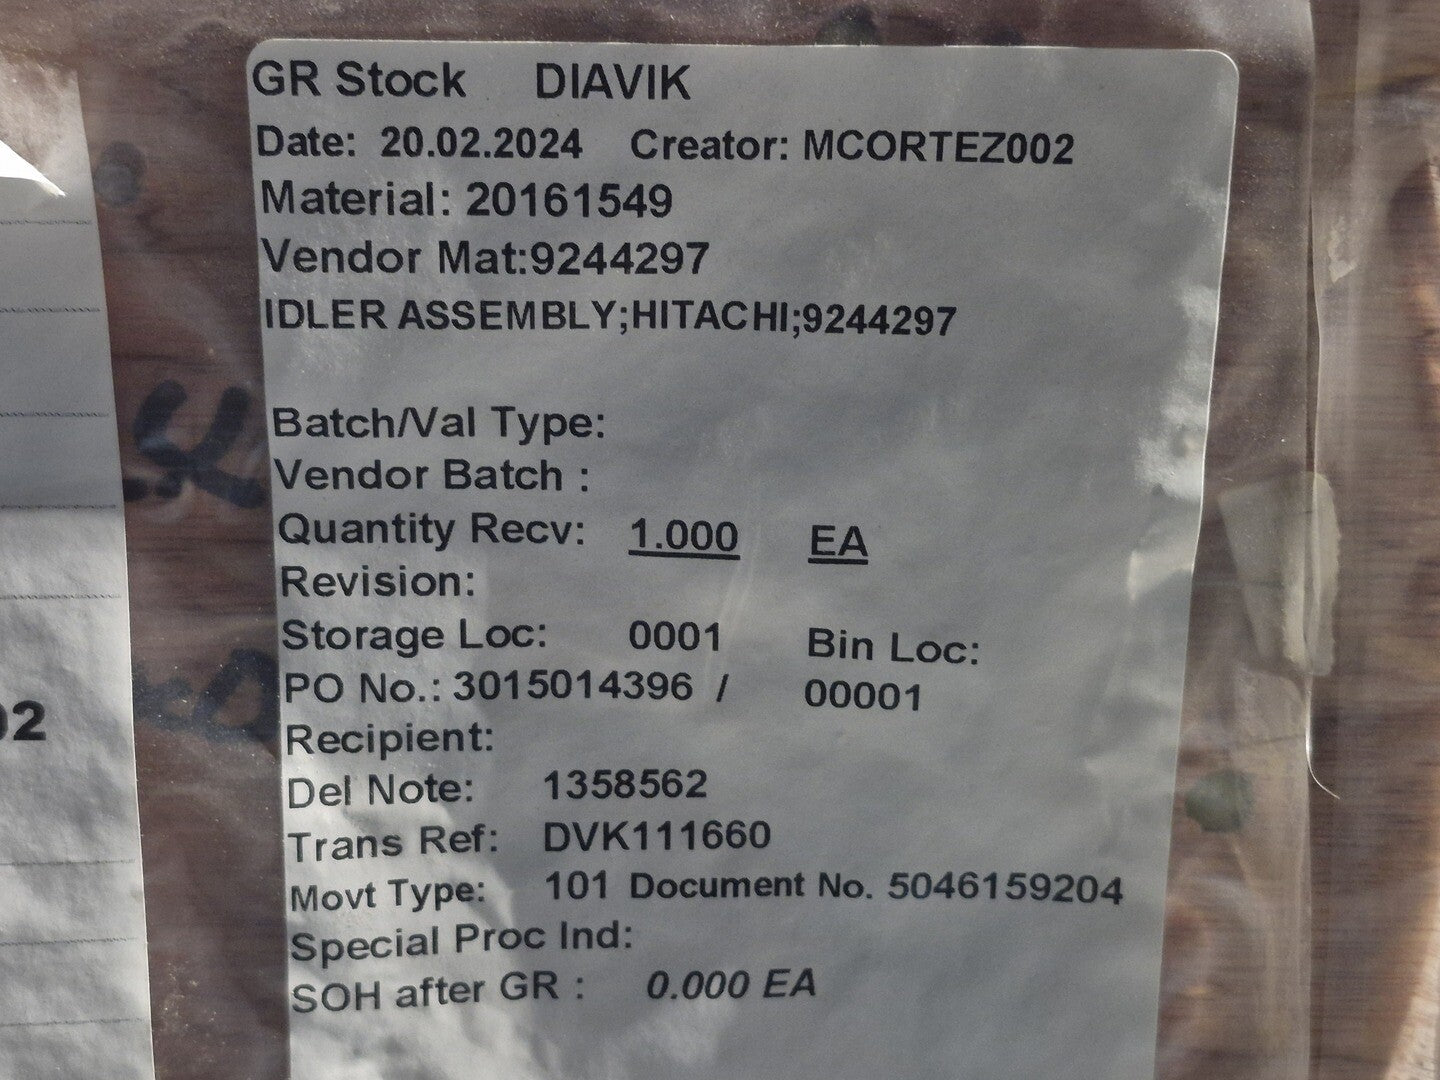 GR Stock DIAVIK
Date: 20.02.2024 Creator: MCORTEZ002
Material: 20161549
Vendor Mat:9244297
IDLER ASSEMBLY;HITACHI;9244297
Batch/Val Type:
Vendor Batch :
Quantity Recv: 1.000 EA
Revision:
Storage Loc: 0001 Bin Loc:
PO No.: 3015014396 / 00001
Recipient:
Del Note: 1358562
Trans Ref: DVK111660
Movt Type: 101 Document No. 5046159204
Special Proc Ind:
SOH after GR : 0.000 EA